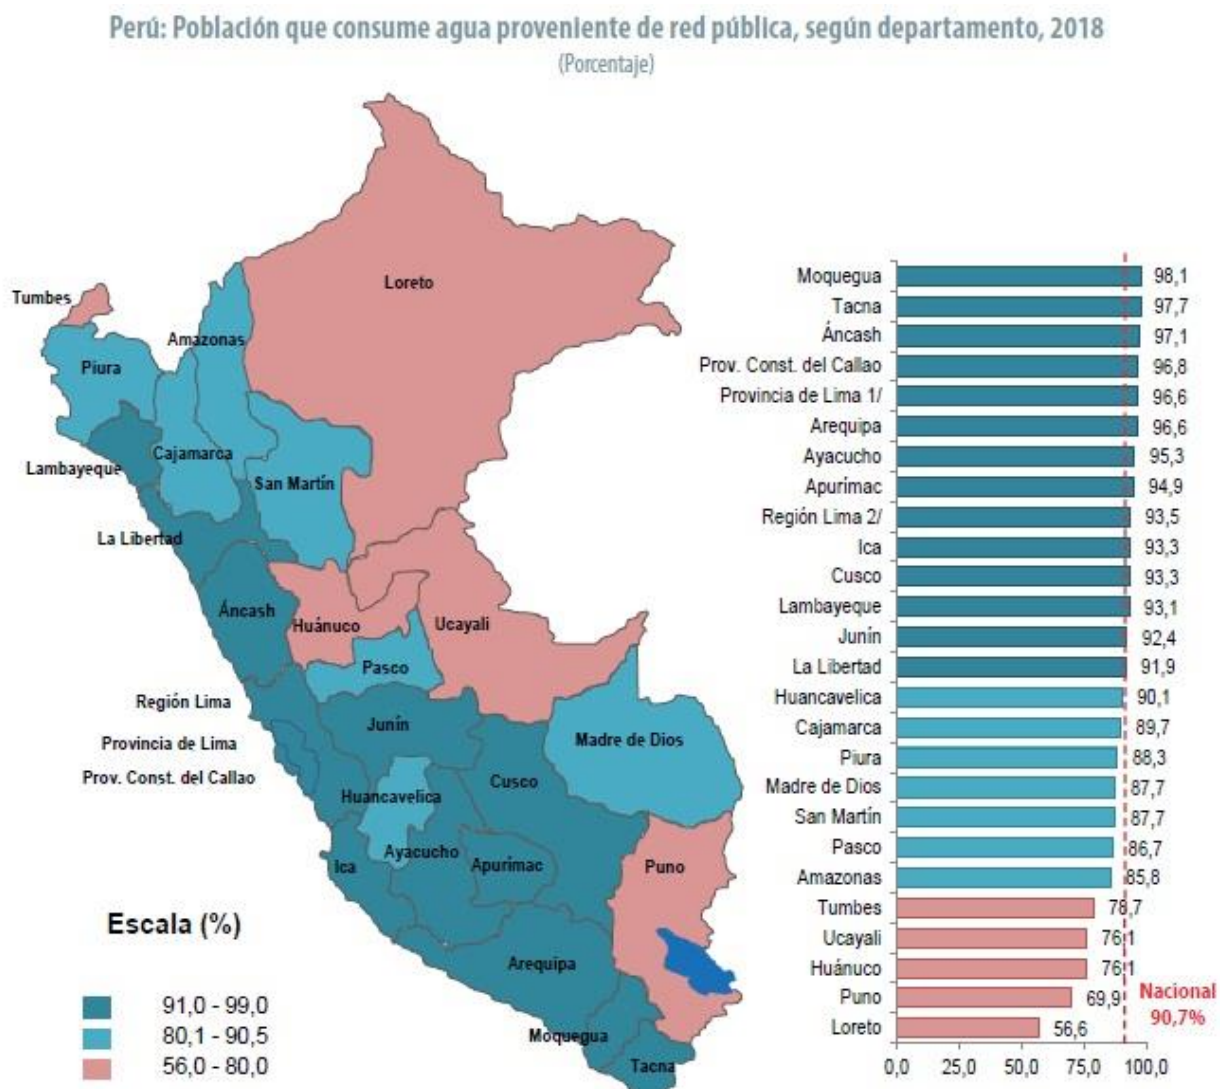 Perú: Población que consume agua proveniente de red pública, según departamento, 2018
(Porcentaje)
Loreto
Tumbes
Amazonas
Piura
Cajamarca
Lambayeque
San Martín
La Libertad
Áncash
Huánuco
Ucayali
Pasco
Región Lima
Junín
Provincia de Lima
Madre de Dios
Prov. Const. del Callao
Cusco
Huancavelica
Ayacucho
Apurímac
Ica
Puno
Arequipa
Moquegua
Tacna
Escala (%)
91,0 - 99,0
80,1 - 90,5
56,0 - 80,0
Moquegua 98,1
Tacna 97,7
Áncash 97,1
Prov. Const. del Callao 96,8
Provincia de Lima 1/ 96,6
Arequipa 96,6
Ayacucho 95,3
Apurímac 94,9
Región Lima 2/ 93,5
Ica 93,3
Cusco 93,3
Lambayeque 93,1
Junín 92,4
La Libertad 91,9
Huancavelica 90,1
Cajamarca 89,7
Piura 88,3
Madre de Dios 87,7
San Martín 87,7
Pasco 86,7
Amazonas 85,8
Tumbes 78,7
Ucayali 76,1
Huánuco 76,1
Puno 69,9
Loreto 56,6
Nacional
90,7%
0,0 25,0 50,0 75,0 100,0